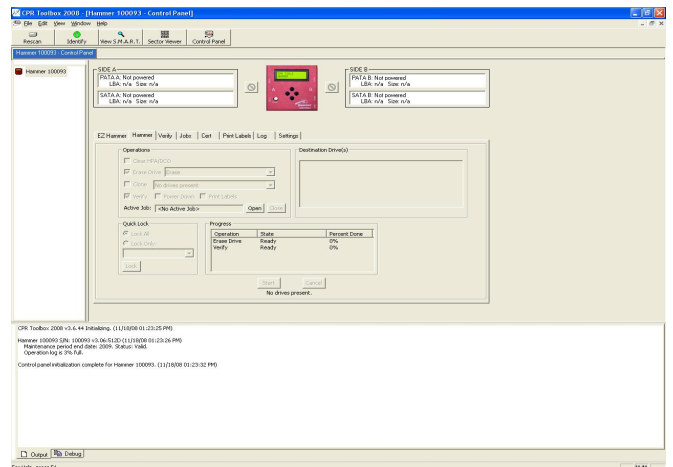 CPR Toolbox 2008 - [Hammer 100093 - Control Panel]
File Edit View Window Help
Rescan Identify View S.M.A.R.T. Sector Viewer Control Panel
Hammer 100093 - Control Panel
Hammer 100093
SIDE A
PATA A: Not powered
LBA: n/a Size: n/a
SATA A: Not powered
LBA: n/a Size: n/a
SIDE B
PATA B: Not powered
LBA: n/a Size: n/a
SATA B: Not powered
LBA: n/a Size: n/a
EZ Hammer Hammer Verify Jobs Cert Print Labels Log Settings
Operations
Clear HPA/DCO
Erase Drive Erase
Clone No drives present
Verify Power Down Print Labels
Active Job: <No Active Job> Open Close
Destination Drive(s)
Quick Lock
Lock All
Lock Only:
Lock
Progress
Operation State Percent Done
Erase Drive Ready 0%
Verify Ready 0%
Start Cancel
No drives present.
CPR Toolbox 2008 v3.6.44 Initializing. (11/18/08 01:23:25 PM)
Hammer 100093 S/N: 100093 v3.06:512D (11/18/08 01:23:26 PM)
Maintenance period end date: 2009. Status: Valid.
Operation log is 3% full.
Control panel initialization complete for Hammer 100093. (11/18/08 01:23:32 PM)
Output Debug